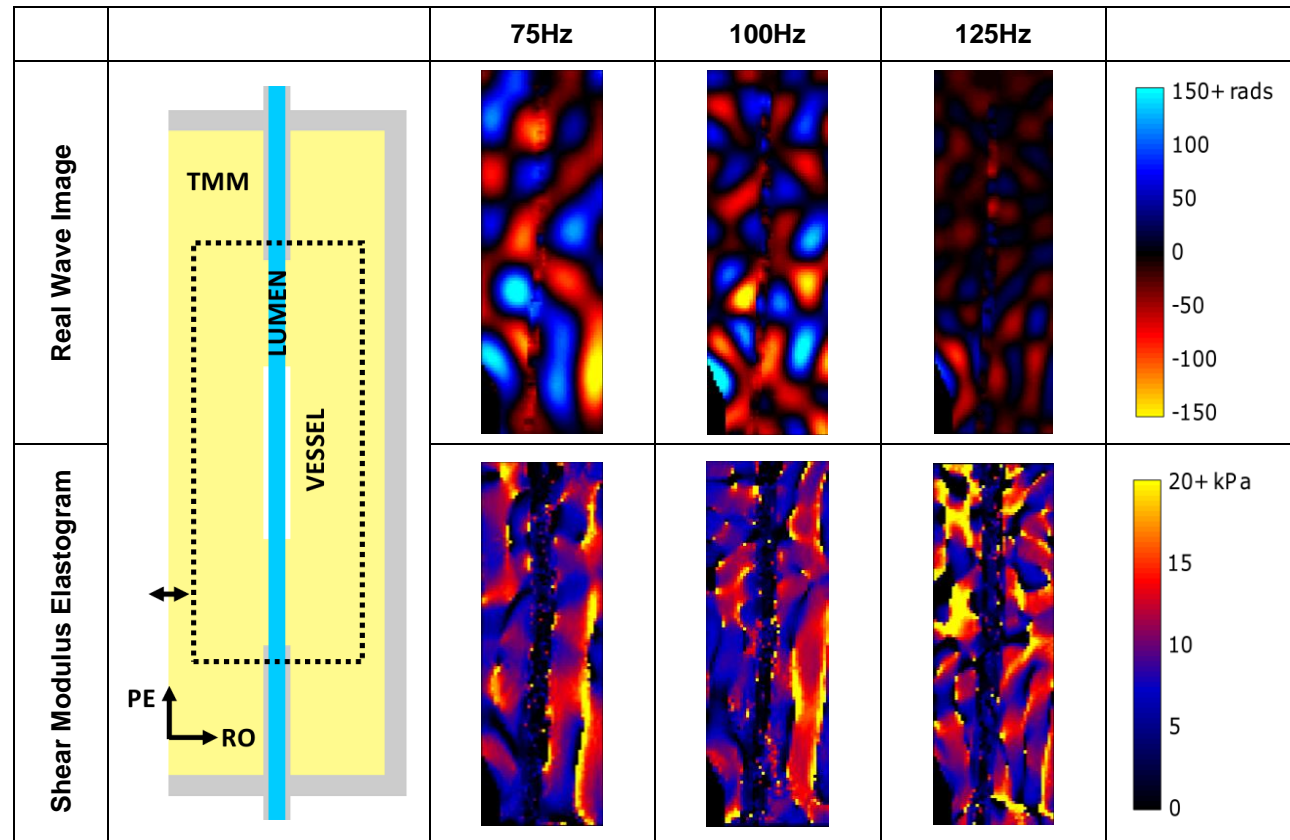 75Hz
100Hz
125Hz
Real Wave Image
TMM
LUMEN
VESSEL
PE
RO
150+ rads
100
50
0
-50
-100
-150
Shear Modulus Elastogram
20+ kPa
15
10
5
0